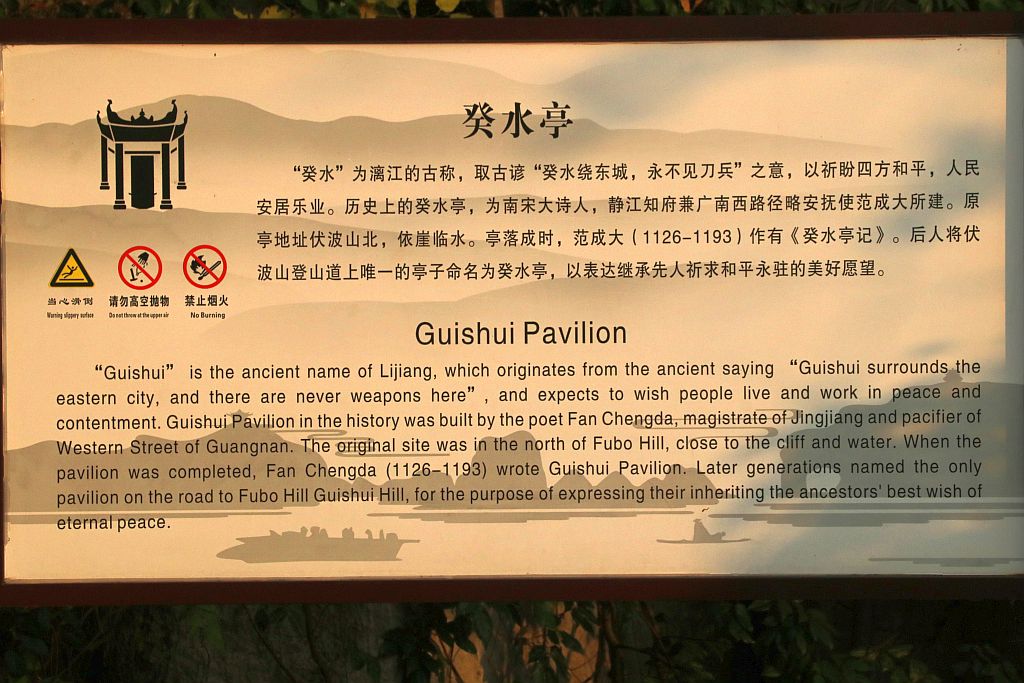 癸水亭
“癸水”为漓江的古称，取古谚“癸水绕东城，永不见刀兵”之意，以祈盼四方和平，人民
安居乐业。历史上的癸水亭，为南宋大诗人，静江知府兼广南西路径略安抚使范成大所建。原
亭地址伏波山北，依崖临水。亭落成时，范成大（1126-1193）作有《癸水亭记》。后人将伏
波山登山道上唯一的亭子命名为癸水亭，以表达继承先人祈求和平永驻的美好愿望。
当心滑倒
Warning slippery surface
请勿高空抛物
Do not throw at the upper air
禁止烟火
No Burning
Guishui Pavilion
“Guishui” is the ancient name of Lijiang, which originates from the ancient saying “Guishui surrounds the
eastern city, and there are never weapons here”, and expects to wish people live and work in peace and
contentment. Guishui Pavilion in the history was built by the poet Fan Chengda, magistrate of Jingjiang and pacifier of
Western Street of Guangnan. The original site was in the north of Fubo Hill, close to the cliff and water. When the
pavilion was completed, Fan Chengda (1126-1193) wrote Guishui Pavilion. Later generations named the only
pavilion on the road to Fubo Hill Guishui Hill, for the purpose of expressing their inheriting the ancestors' best wish of
eternal peace.